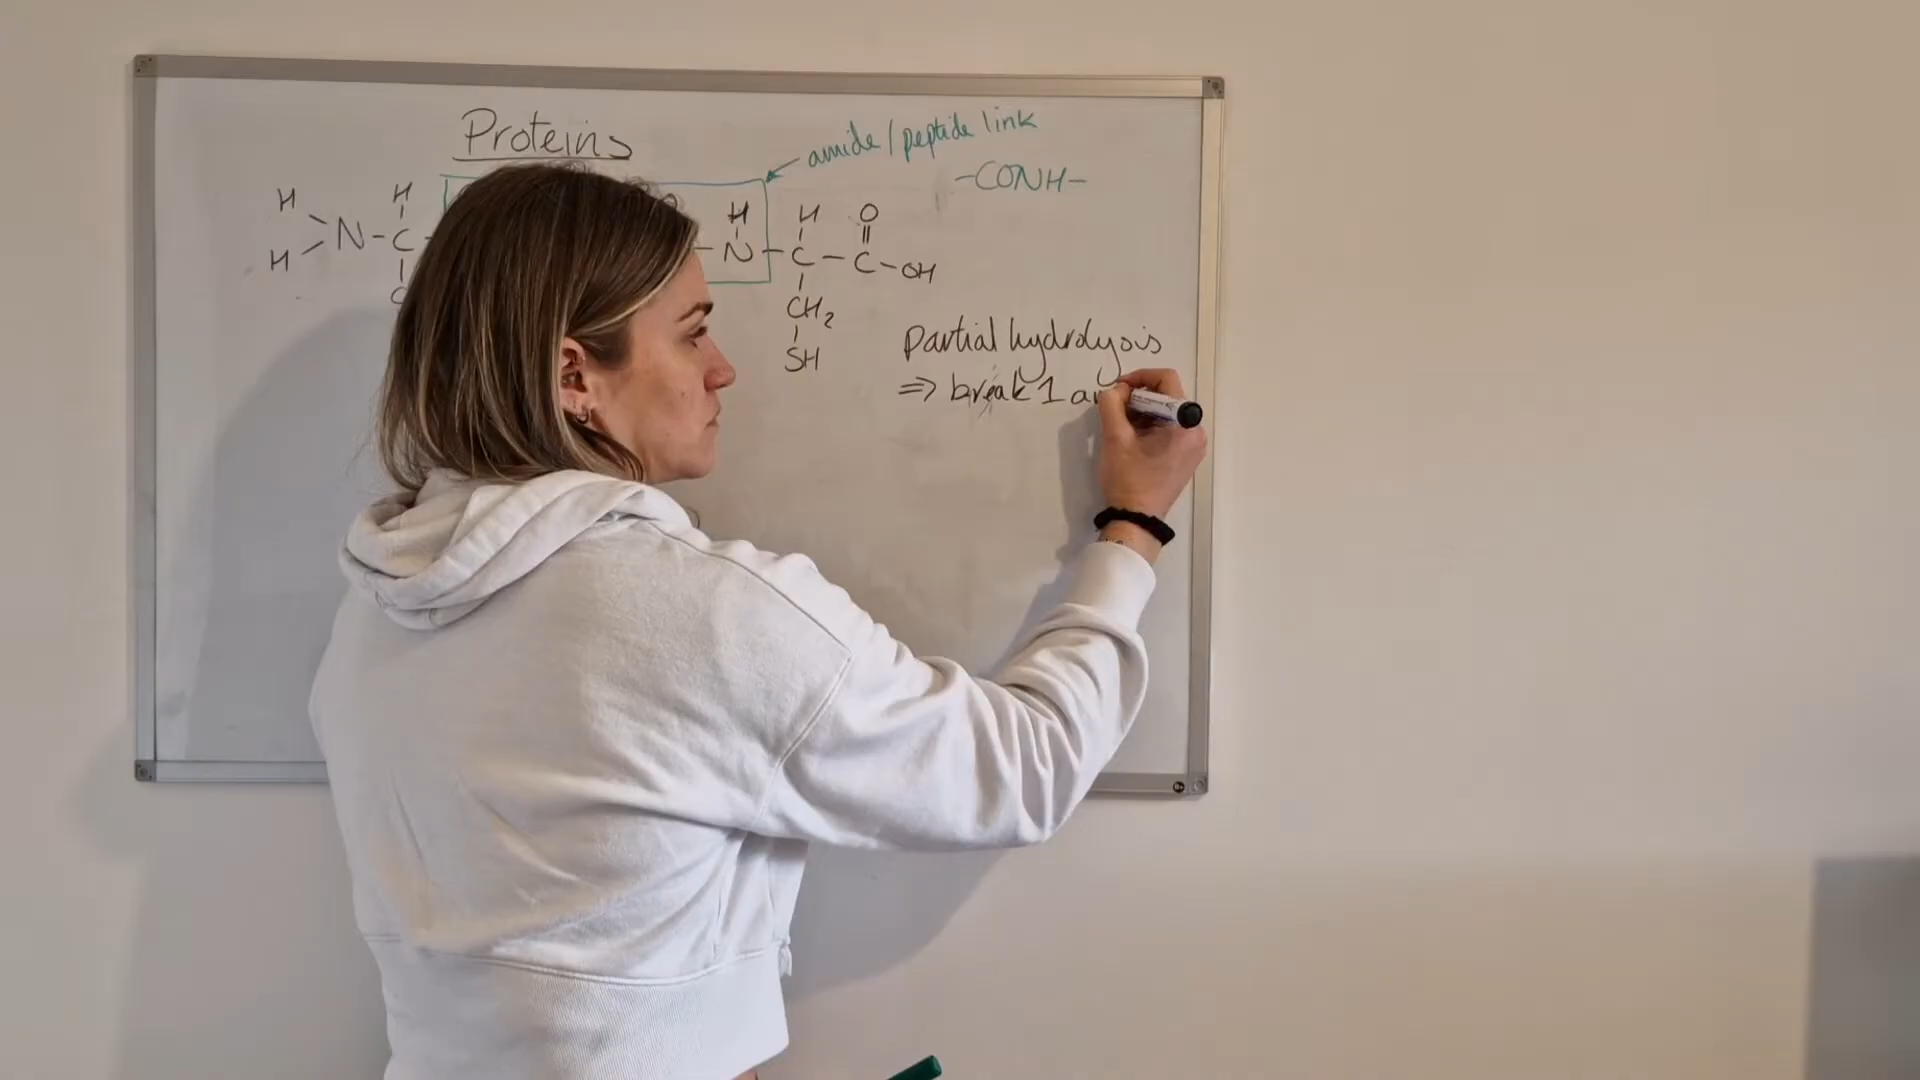 Proteins
amide/peptide link
-CONH-
H H H H O
H N-C -N-C-C-OH
CH2
SH
Partial hydrolysis
⇒ break 1